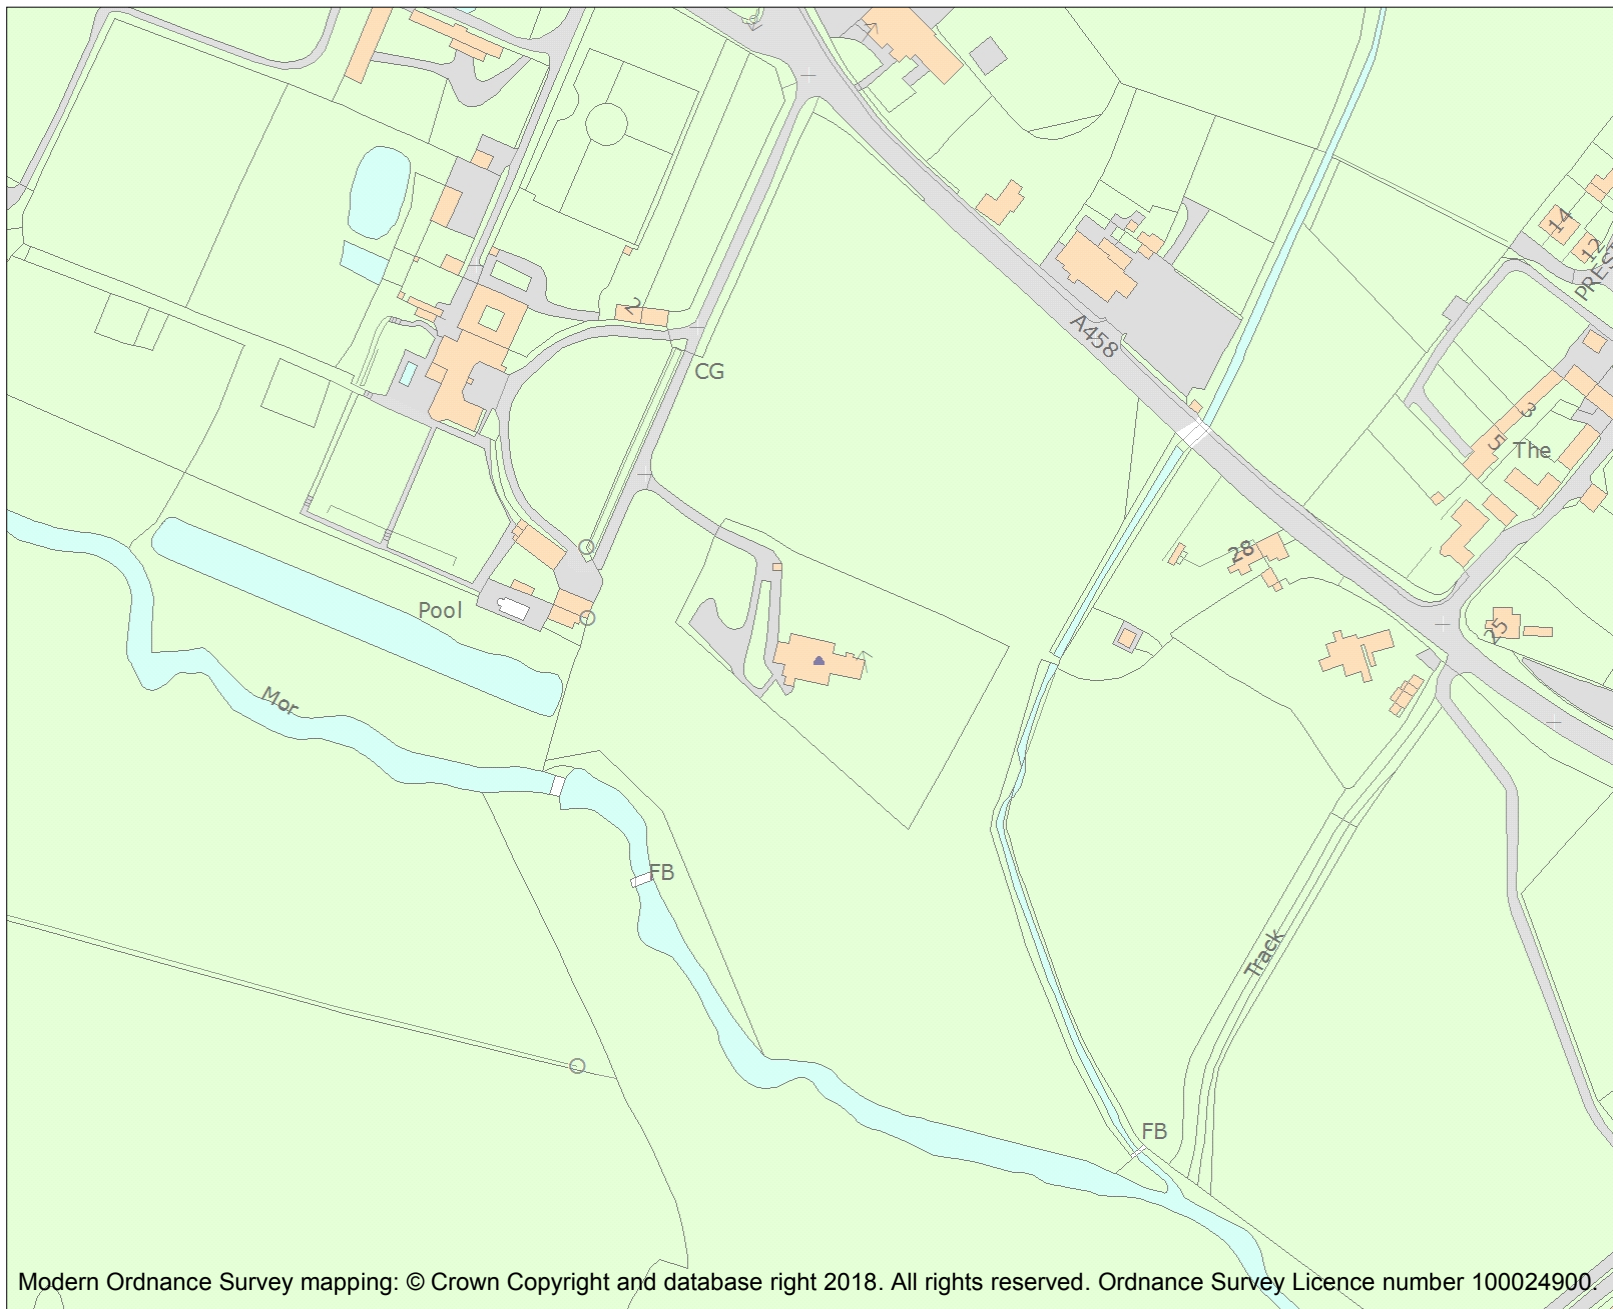 14
12
PREST
2
A458
CG
3
5
The
28
Pool
25
Mor
FB
Track
FB
Modern Ordnance Survey mapping: © Crown Copyright and database right 2018. All rights reserved. Ordnance Survey Licence number 100024900.